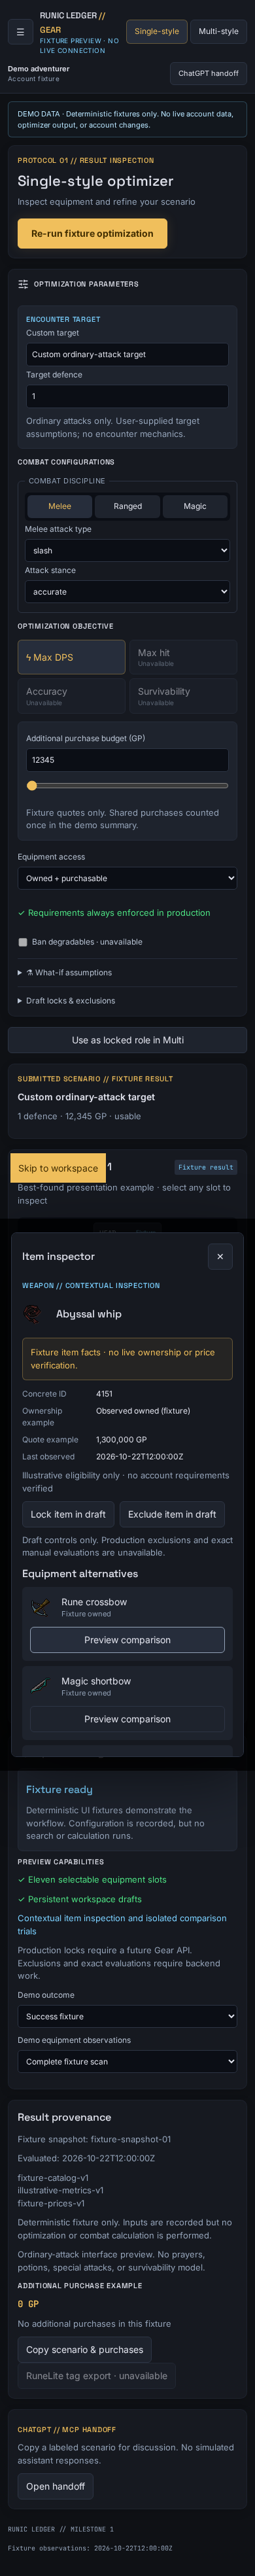 ☰
RUNIC LEDGER //
GEAR
FIXTURE PREVIEW · NO
LIVE CONNECTION
Single-style
Multi-style
Demo adventurer
Account fixture
ChatGPT handoff
DEMO DATA · Deterministic fixtures only. No live account data,
optimizer output, or account changes.
PROTOCOL 01 // RESULT INSPECTION
Single-style optimizer
Inspect equipment and refine your scenario
Re-run fixture optimization
OPTIMIZATION PARAMETERS
ENCOUNTER TARGET
Custom target
Custom ordinary-attack target
Target defence
1
Ordinary attacks only. User-supplied target
assumptions; no encounter mechanics.
COMBAT CONFIGURATIONS
COMBAT DISCIPLINE
Melee
Ranged
Magic
Melee attack type
slash
Attack stance
accurate
OPTIMIZATION OBJECTIVE
ϟ Max DPS
Max hit
Unavailable
Accuracy
Unavailable
Survivability
Unavailable
Additional purchase budget (GP)
12345
Fixture quotes only. Shared purchases counted
once in the demo summary.
Equipment access
Owned + purchasable
✓ Requirements always enforced in production
Ban degradables · unavailable
▸ ⚗ What-if assumptions
▸ Draft locks & exclusions
Use as locked role in Multi
SUBMITTED SCENARIO // FIXTURE RESULT
Custom ordinary-attack target
1 defence · 12,345 GP · usable
Skip to workspace
Fixture result
Best-found presentation example · select any slot to
inspect
Item inspector
×
WEAPON // CONTEXTUAL INSPECTION
Abyssal whip
Fixture item facts · no live ownership or price
verification.
Concrete ID
4151
Ownership
example
Observed owned (fixture)
Quote example
1,300,000 GP
Last observed
2026-10-22T12:00:00Z
Illustrative eligibility only · no account requirements
verified
Lock item in draft
Exclude item in draft
Draft controls only. Production exclusions and exact
manual evaluations are unavailable.
Equipment alternatives
Rune crossbow
Fixture owned
Preview comparison
Magic shortbow
Fixture owned
Preview comparison
Fixture ready
Deterministic UI fixtures demonstrate the
workflow. Configuration is recorded, but no
search or calculation runs.
PREVIEW CAPABILITIES
✓ Eleven selectable equipment slots
✓ Persistent workspace drafts
Contextual item inspection and isolated comparison
trials
Production locks require a future Gear API.
Exclusions and exact evaluations require backend
work.
Demo outcome
Success fixture
Demo equipment observations
Complete fixture scan
Result provenance
Fixture snapshot: fixture-snapshot-01
Evaluated: 2026-10-22T12:00:00Z
fixture-catalog-v1
illustrative-metrics-v1
fixture-prices-v1
Deterministic fixture only. Inputs are recorded but no
optimization or combat calculation is performed.
Ordinary-attack interface preview. No prayers,
potions, special attacks, or survivability model.
ADDITIONAL PURCHASE EXAMPLE
0 GP
No additional purchases in this fixture
Copy scenario & purchases
RuneLite tag export · unavailable
CHATGPT // MCP HANDOFF
Copy a labeled scenario for discussion. No simulated
assistant responses.
Open handoff
RUNIC LEDGER // MILESTONE 1
Fixture observations: 2026-10-22T12:00:00Z